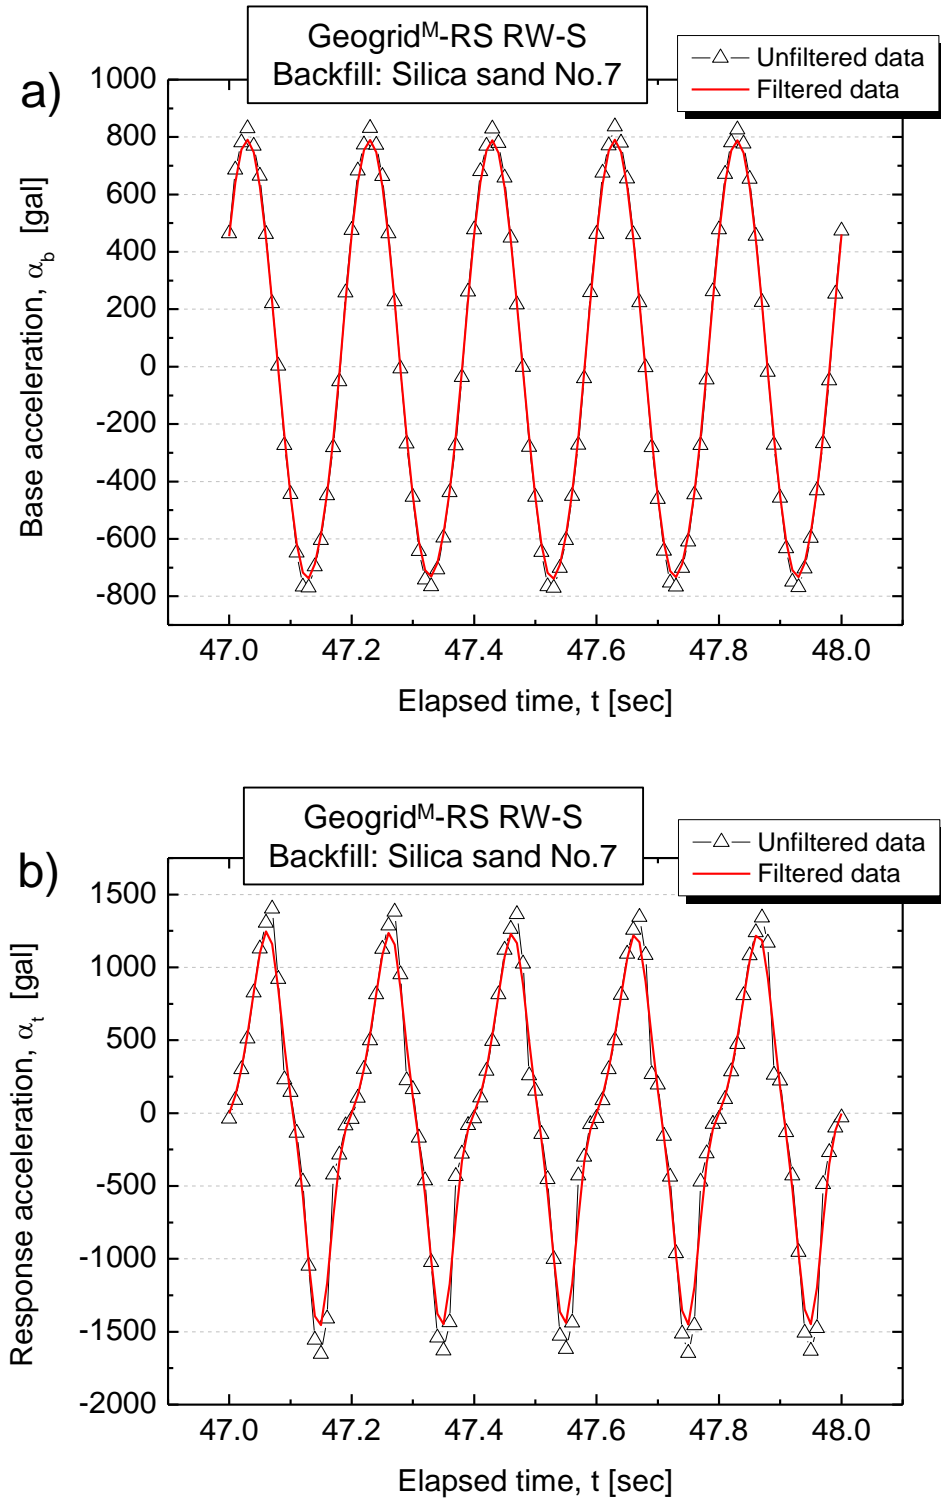 a)
Geogridᴹ-RS RW-S
Backfill: Silica sand No.7
Unfiltered data
Filtered data
Base acceleration, α_b [gal]
1000
800
600
400
200
0
-200
-400
-600
-800
47.0 47.2 47.4 47.6 47.8 48.0
Elapsed time, t [sec]
b)
Geogridᴹ-RS RW-S
Backfill: Silica sand No.7
Unfiltered data
Filtered data
Response acceleration, α_t [gal]
1500
1000
500
0
-500
-1000
-1500
-2000
47.0 47.2 47.4 47.6 47.8 48.0
Elapsed time, t [sec]